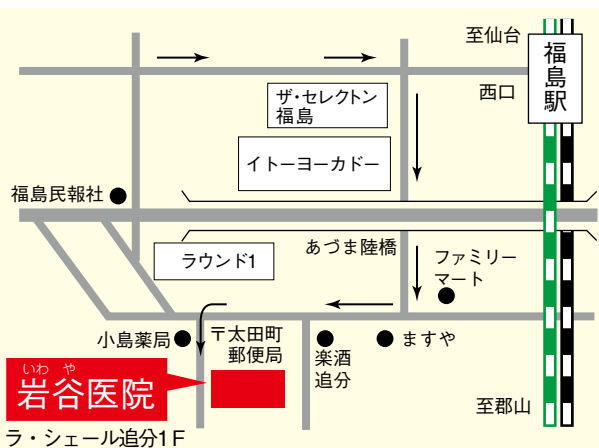 至仙台
福島駅
西口
ザ・セレクトン
福島
イトーヨーカドー
福島民報社
あづま陸橋
ラウンド1
ファミリー
マート
小島薬局
〒太田町
郵便局
楽酒
追分
ますや
いわ や
岩谷医院
至郡山
ラ・シェール追分1F